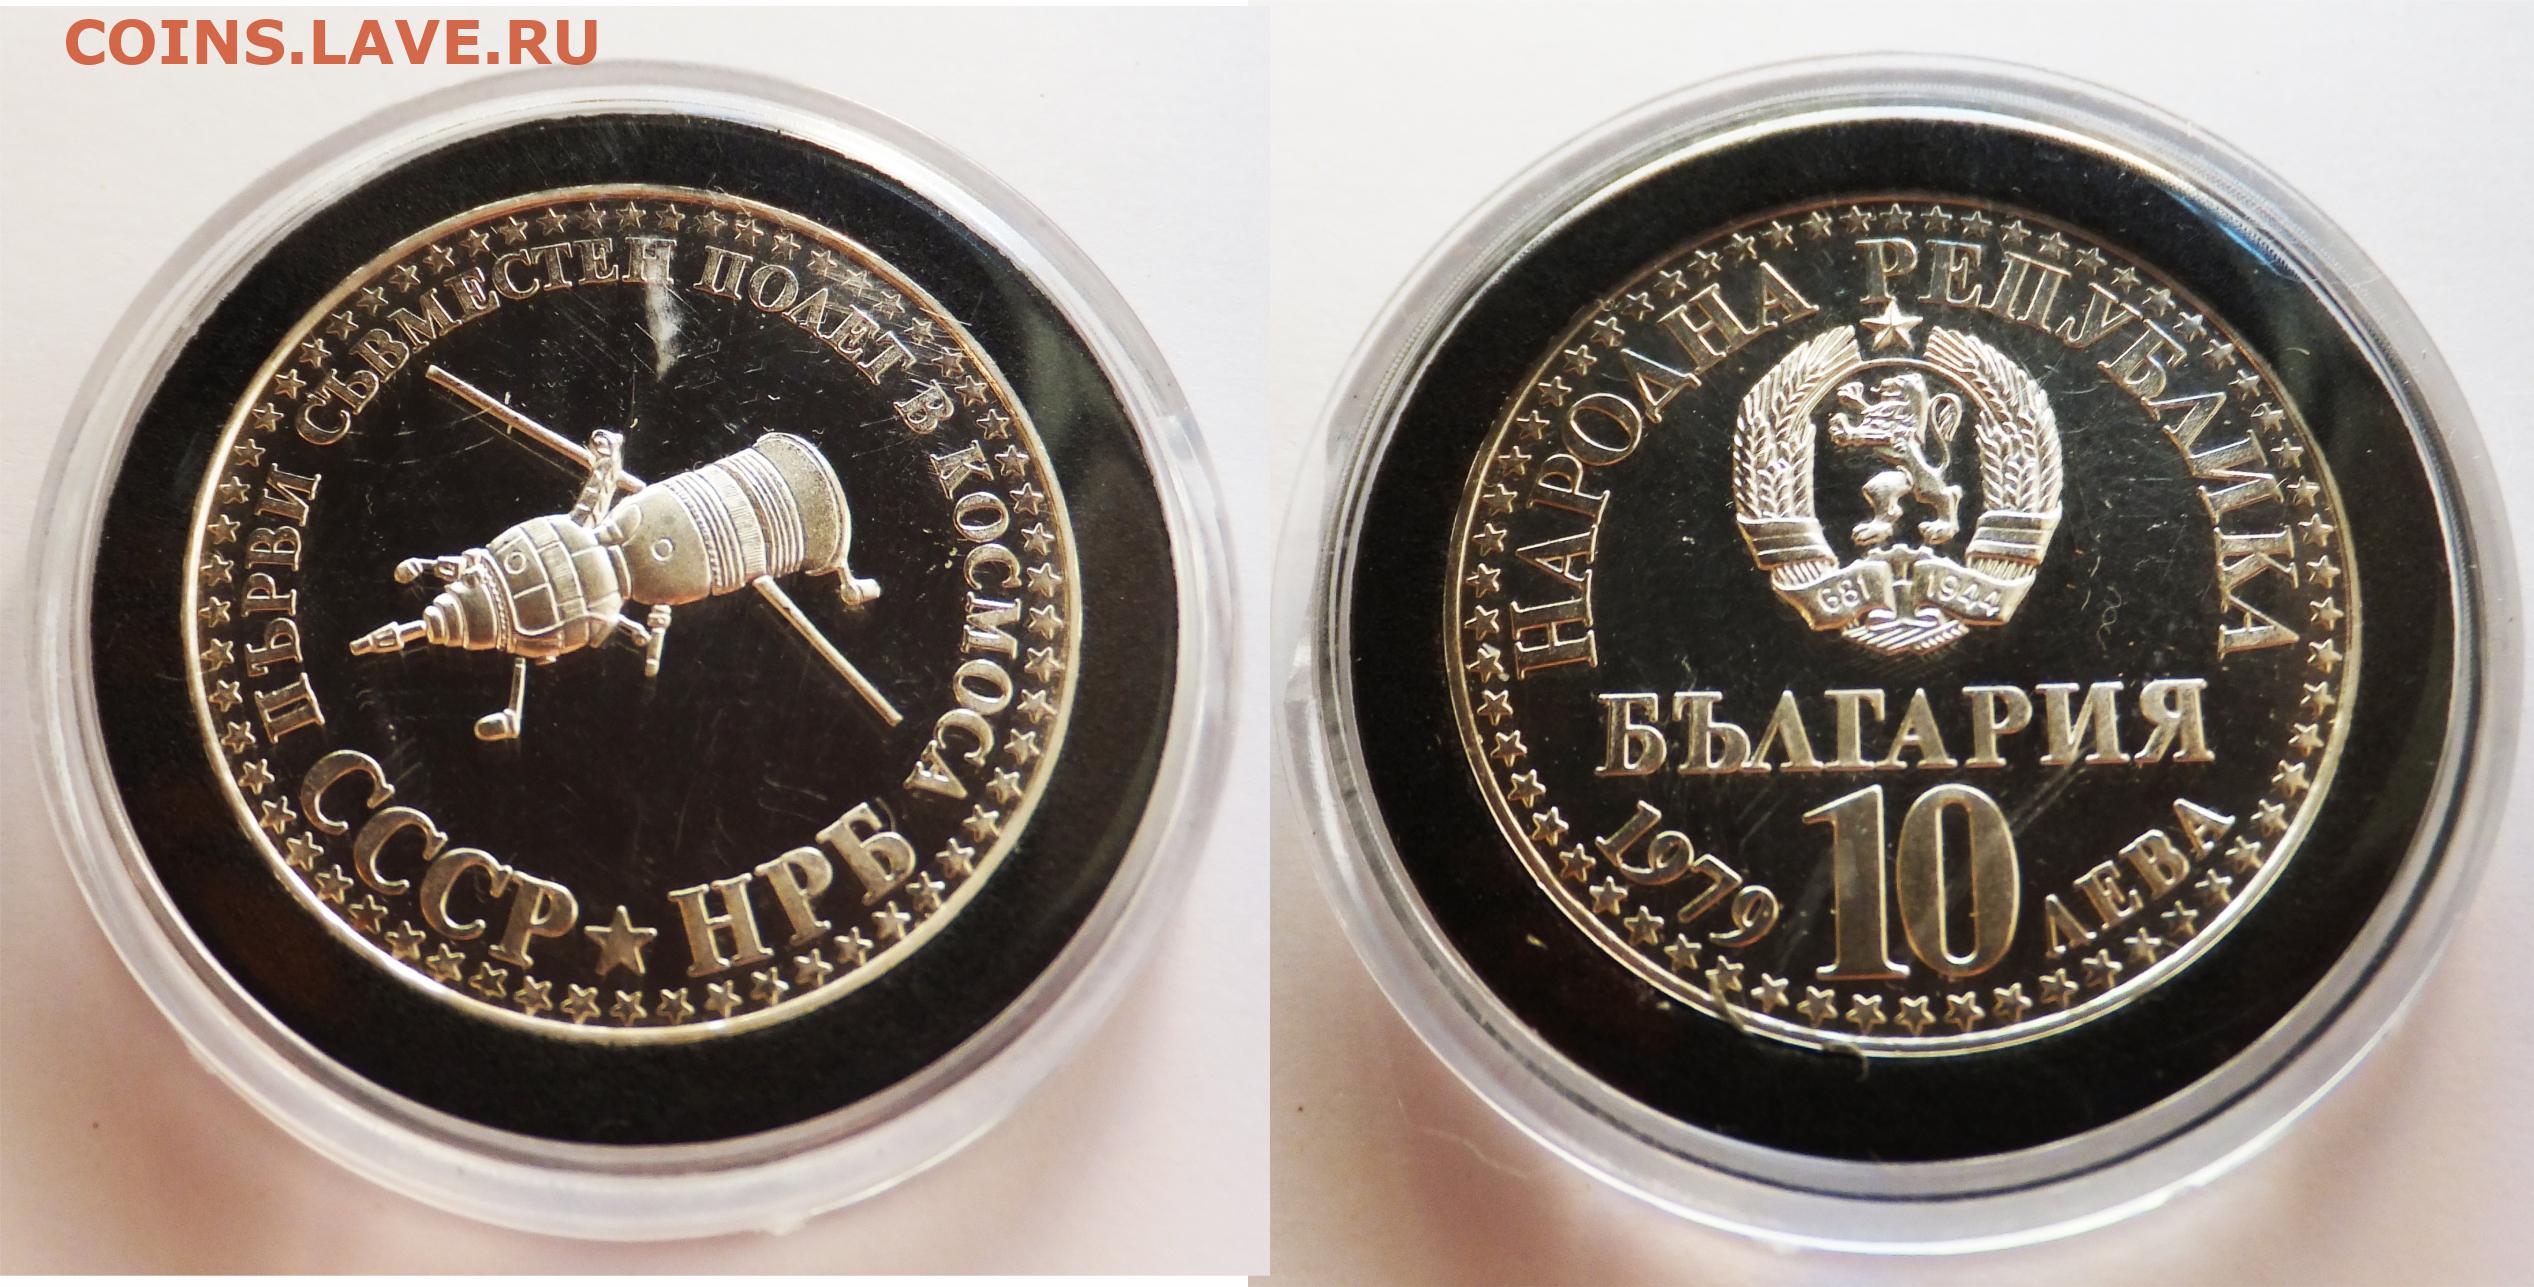 COINS.LAVE.RU
ПЪРВИ СЪВМЕСТЕН ПОЛЕТ В КОСМОСА
СССР ★ НРБ
НАРОДНА РЕПУБЛИКА
681 - 1944
БЪЛГАРИЯ
1979 10 ЛЕВА